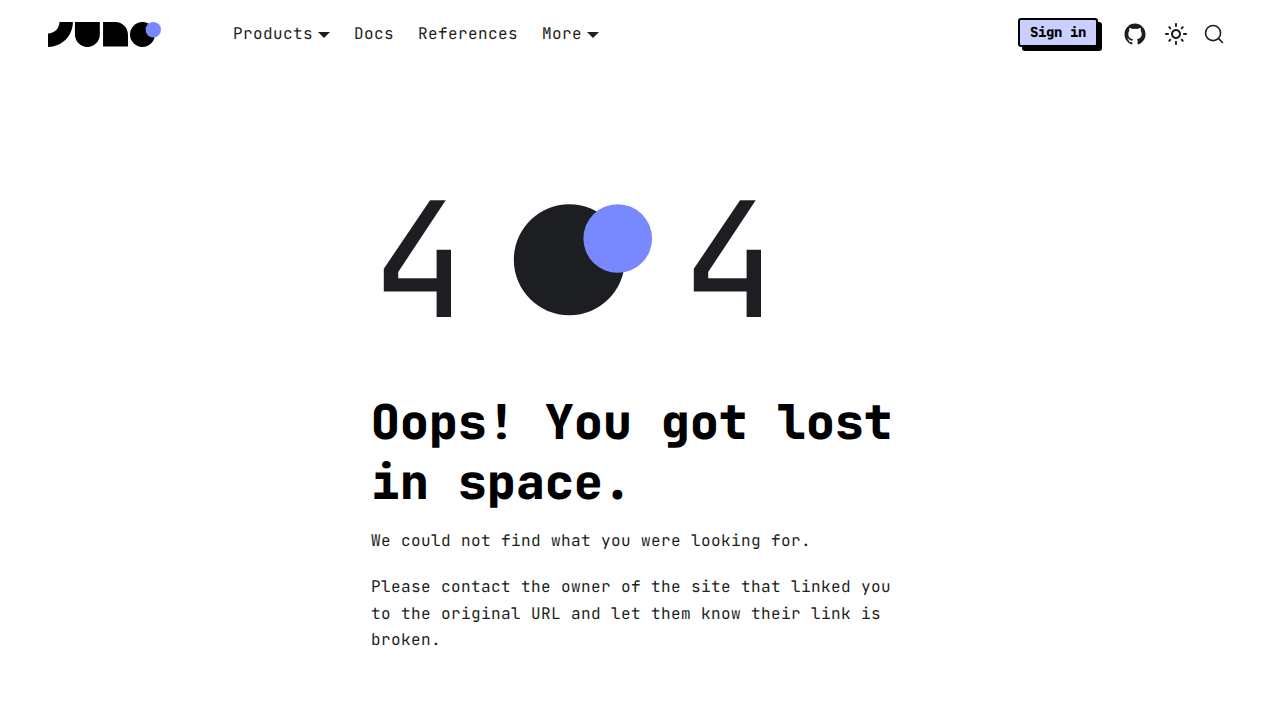 JUNO
Products
Docs
References
More
Sign in
4 4
Oops! You got lost
in space.
We could not find what you were looking for.
Please contact the owner of the site that linked you
to the original URL and let them know their link is
broken.